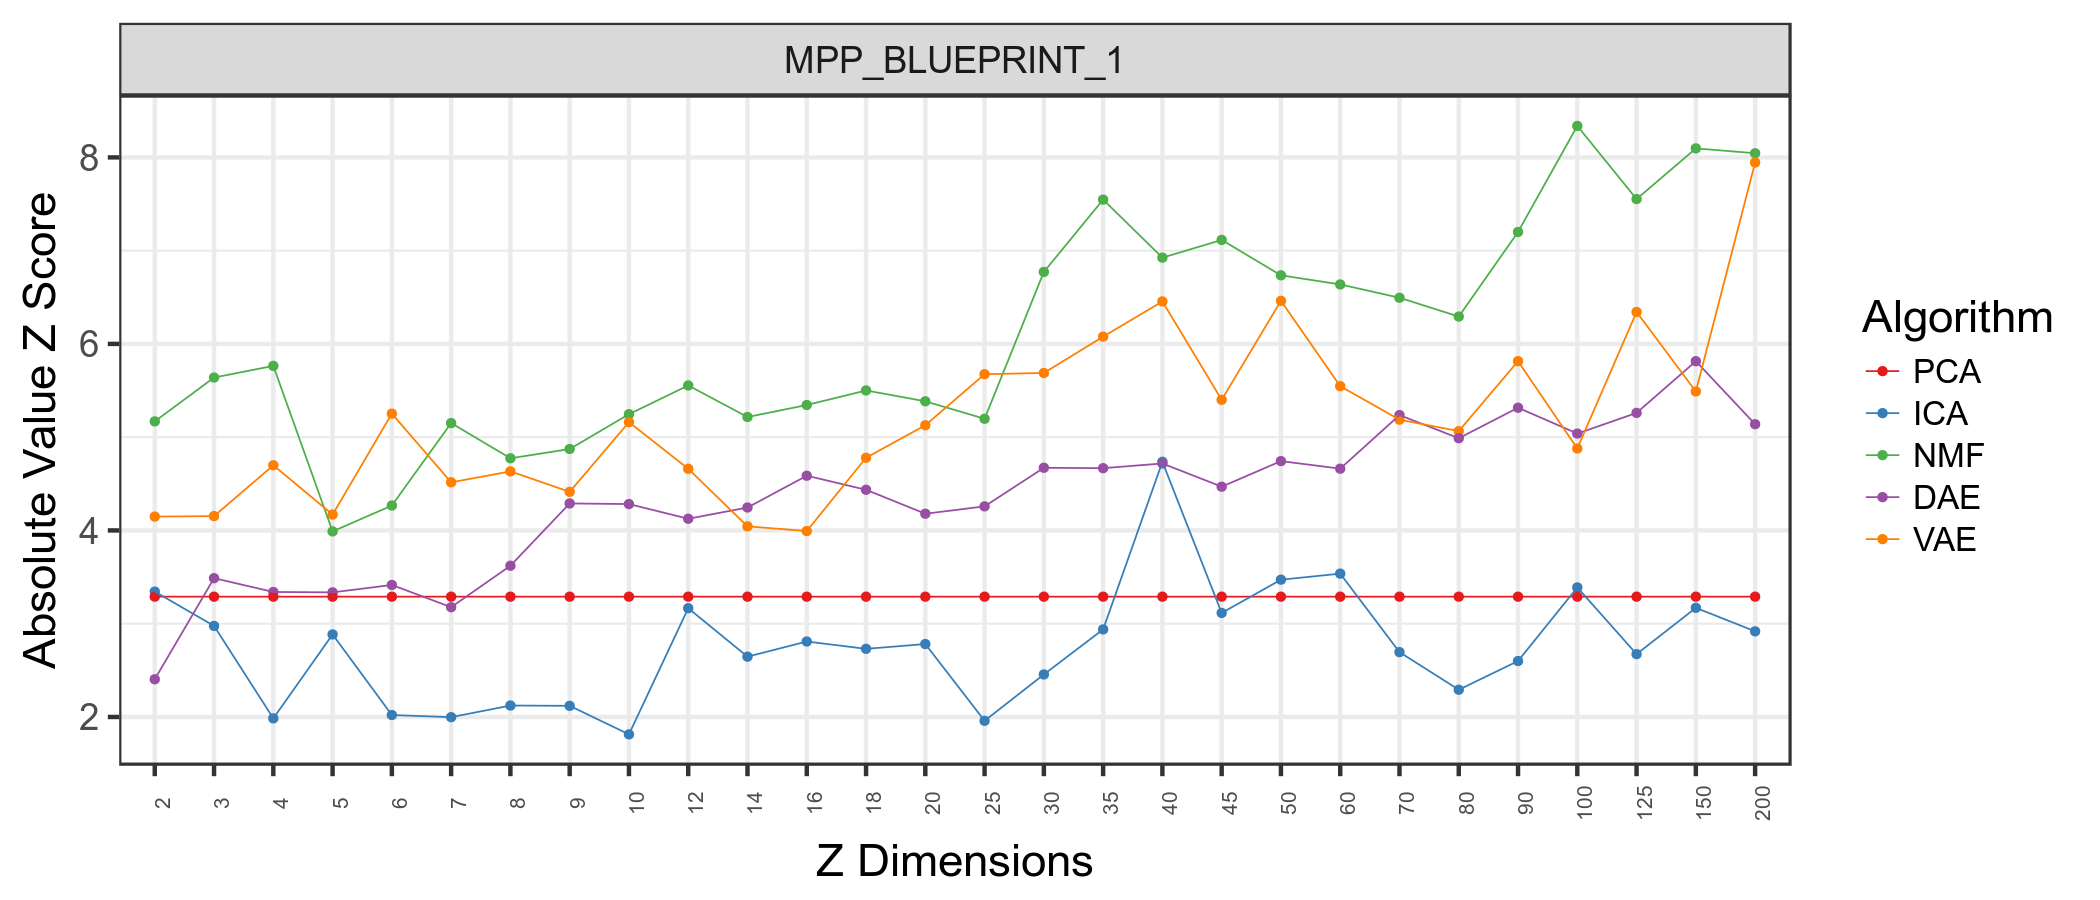 MPP_BLUEPRINT_1
Absolute Value Z Score
8
6
4
2
2 3 4 5 6 7 8 9 10 12 14 16 18 20 25 30 35 40 45 50 60 70 80 90 100 125 150 200
Z Dimensions
Algorithm
PCA
ICA
NMF
DAE
VAE